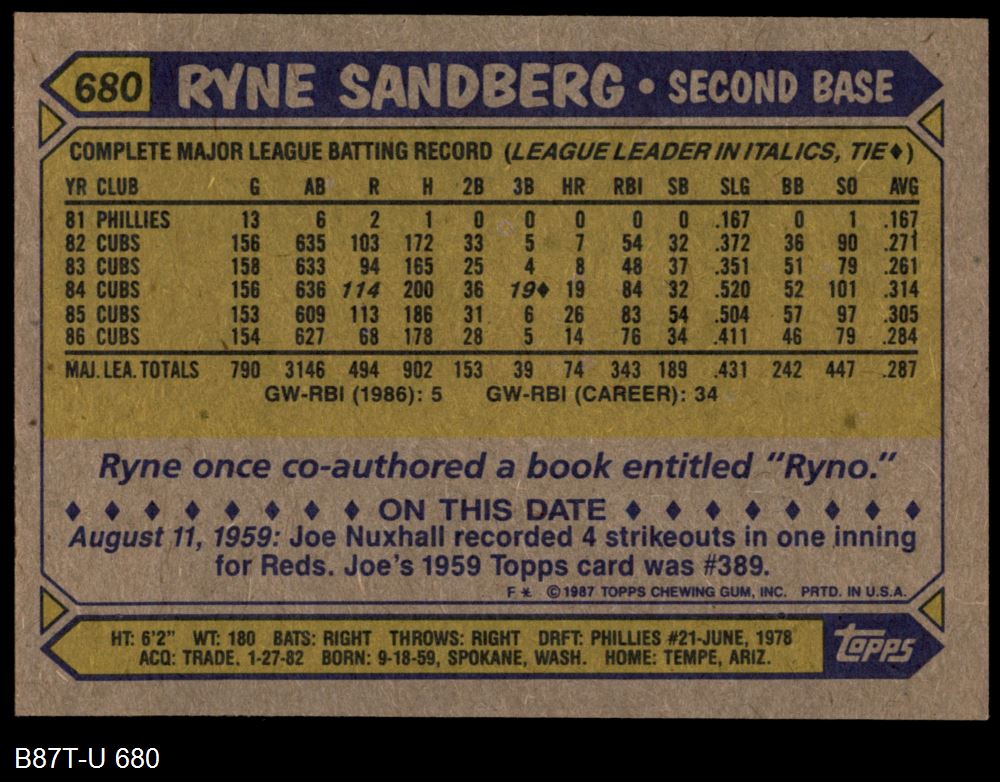 680 RYNE SANDBERG • SECOND BASE
COMPLETE MAJOR LEAGUE BATTING RECORD (LEAGUE LEADER IN ITALICS, TIE♦)
YR CLUB G AB R H 2B 3B HR RBI SB SLG BB SO AVG
81 PHILLIES 13 6 2 1 0 0 0 0 0 .167 0 1 .167
82 CUBS 156 635 103 172 33 5 7 54 32 .372 36 90 .271
83 CUBS 158 633 94 165 25 4 8 48 37 .351 51 79 .261
84 CUBS 156 636 114 200 36 19♦ 19 84 32 .520 52 101 .314
85 CUBS 153 609 113 186 31 6 26 83 54 .504 57 97 .305
86 CUBS 154 627 68 178 28 5 14 76 34 .411 46 79 .284
MAJ. LEA. TOTALS 790 3146 494 902 153 39 74 343 189 .431 242 447 .287
GW-RBI (1986): 5 GW-RBI (CAREER): 34
Ryne once co-authored a book entitled “Ryno.”
♦ ♦ ♦ ♦ ♦ ♦ ♦ ♦ ON THIS DATE ♦ ♦ ♦ ♦ ♦ ♦ ♦ ♦
August 11, 1959: Joe Nuxhall recorded 4 strikeouts in one inning
for Reds. Joe's 1959 Topps card was #389.
F * © 1987 TOPPS CHEWING GUM, INC. PRTD. IN U.S.A.
HT: 6'2" WT: 180 BATS: RIGHT THROWS: RIGHT DRFT: PHILLIES #21-JUNE, 1978
ACQ: TRADE, 1-27-82 BORN: 9-18-59, SPOKANE, WASH. HOME: TEMPE, ARIZ.
topps
B87T-U 680